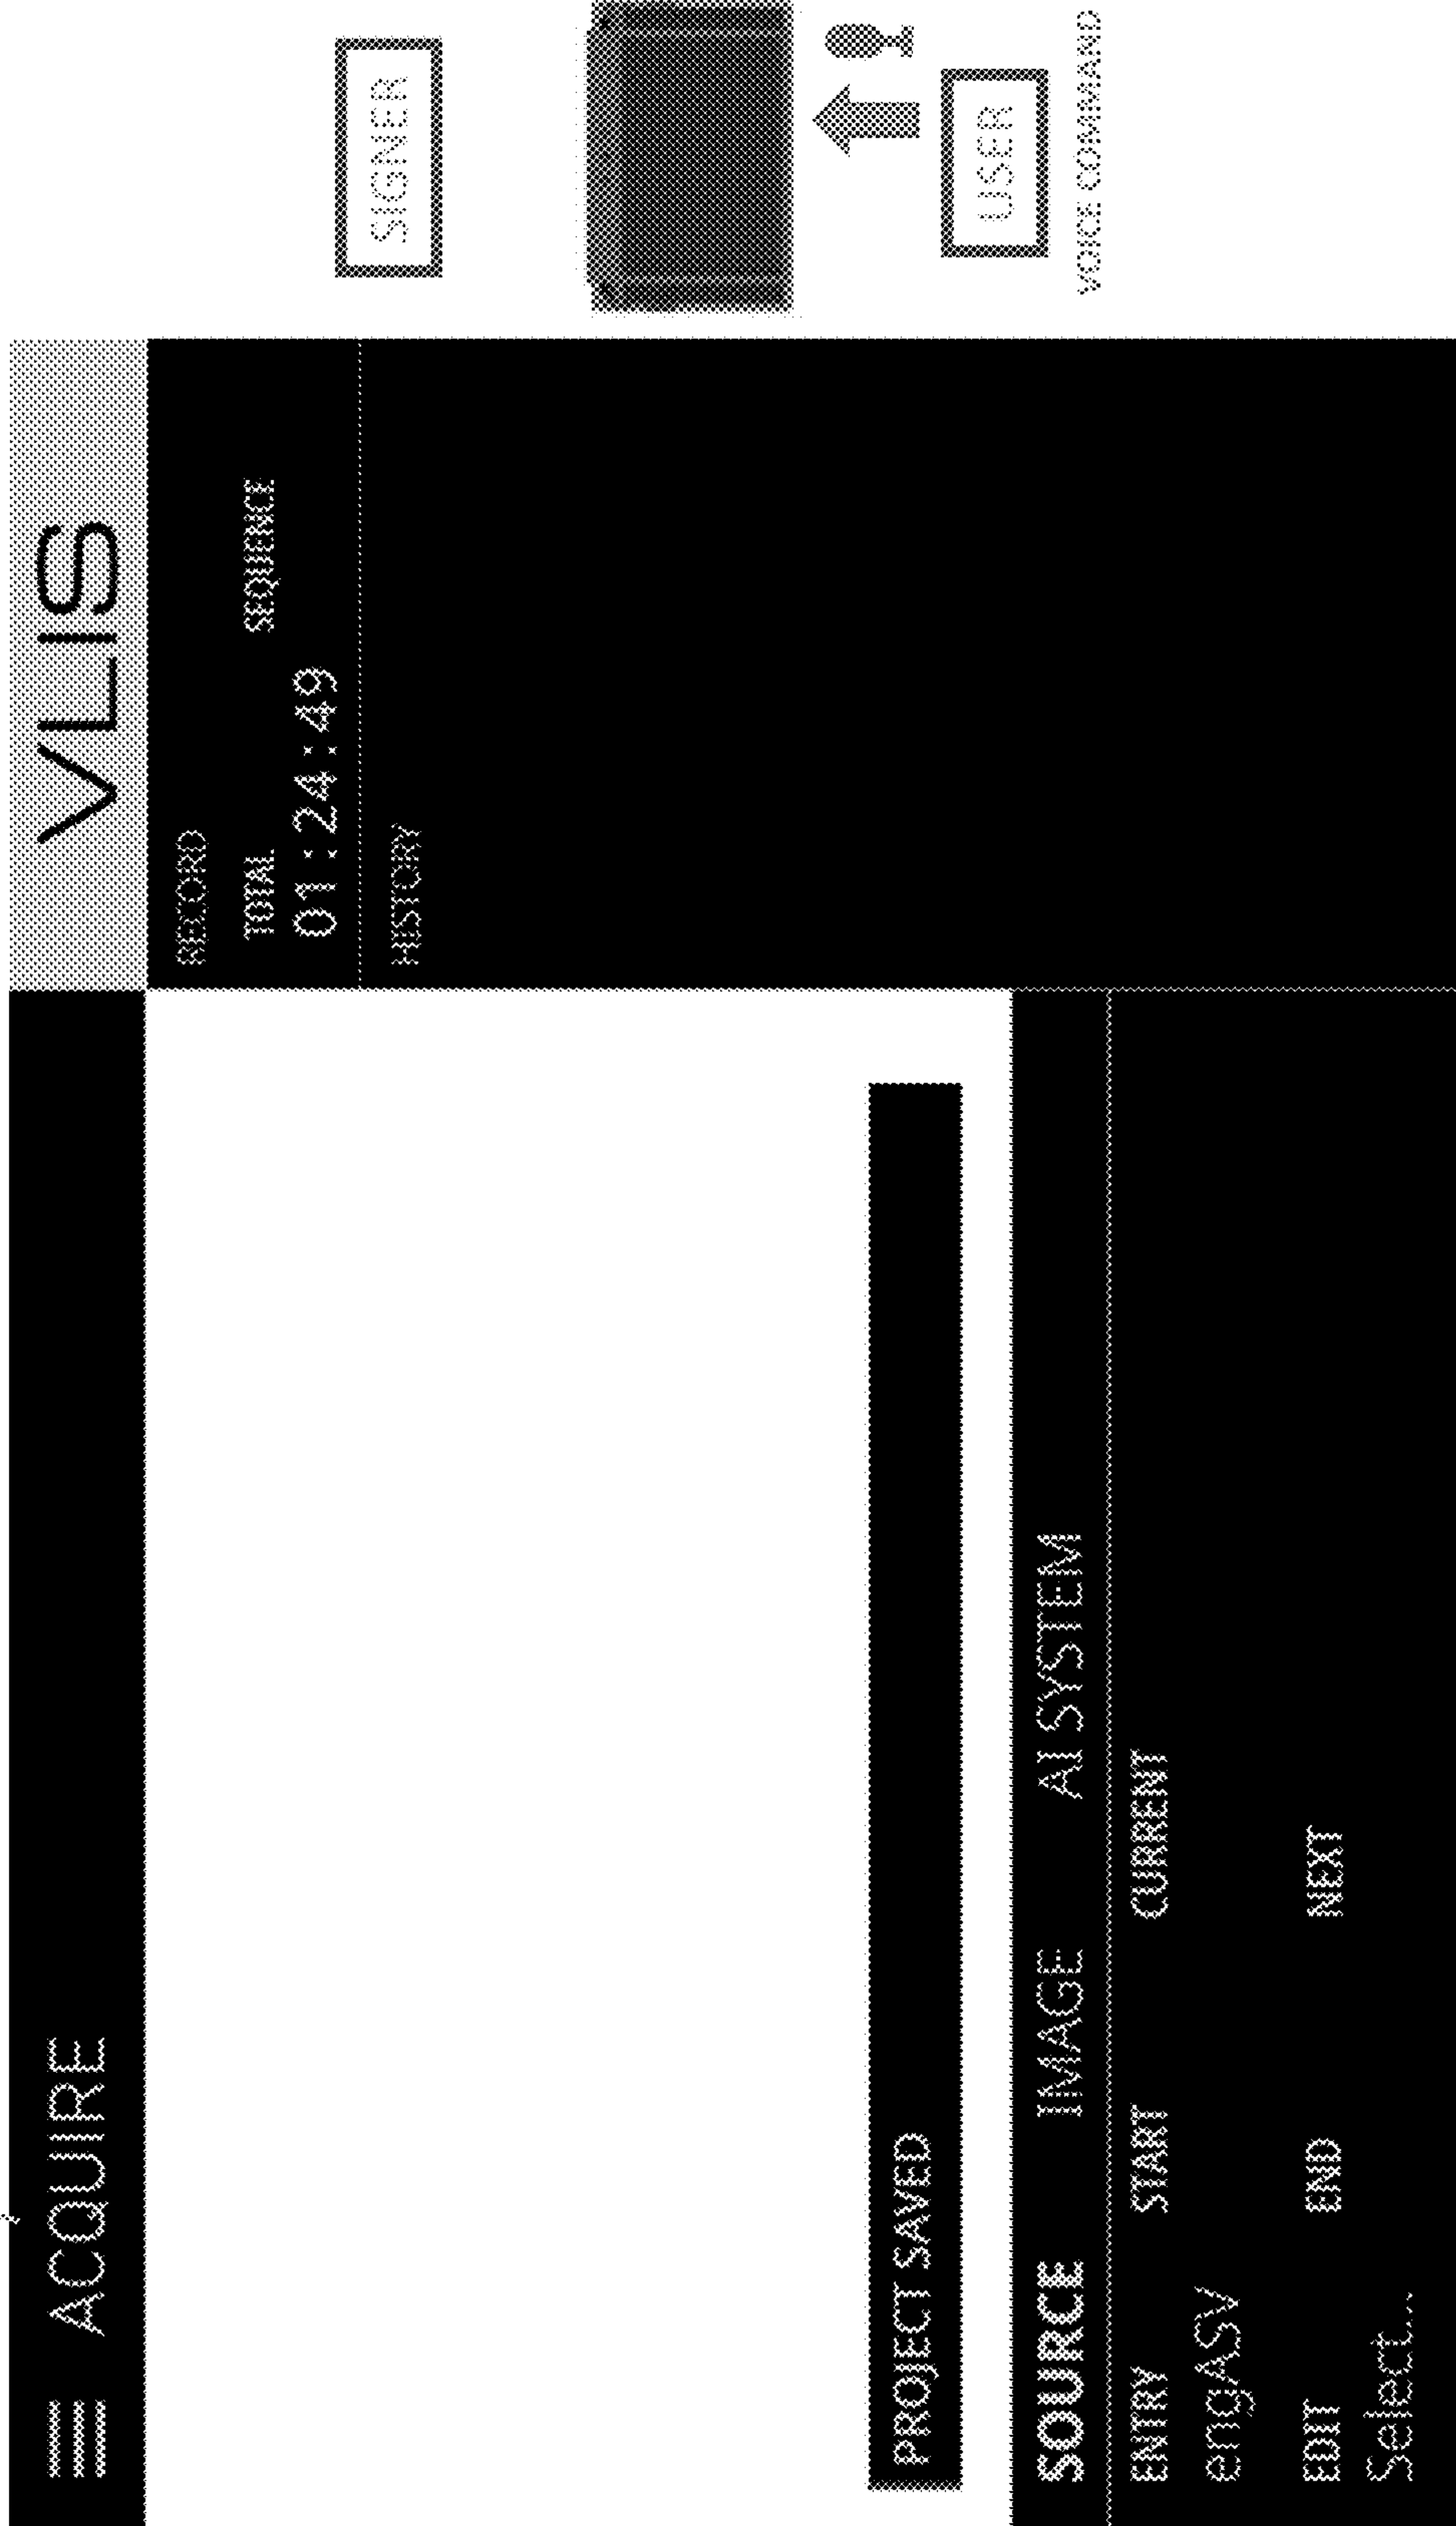 ≡ ACQUIRE
VLIS
RECORD
TOTAL SEQUENCE
01:24:49
HISTORY
PROJECT SAVED
SOURCE IMAGE AI SYSTEM
ENTRY START CURRENT
engASV
EDIT END NEXT
Select...
SIGNER
USER
VOICE COMMAND